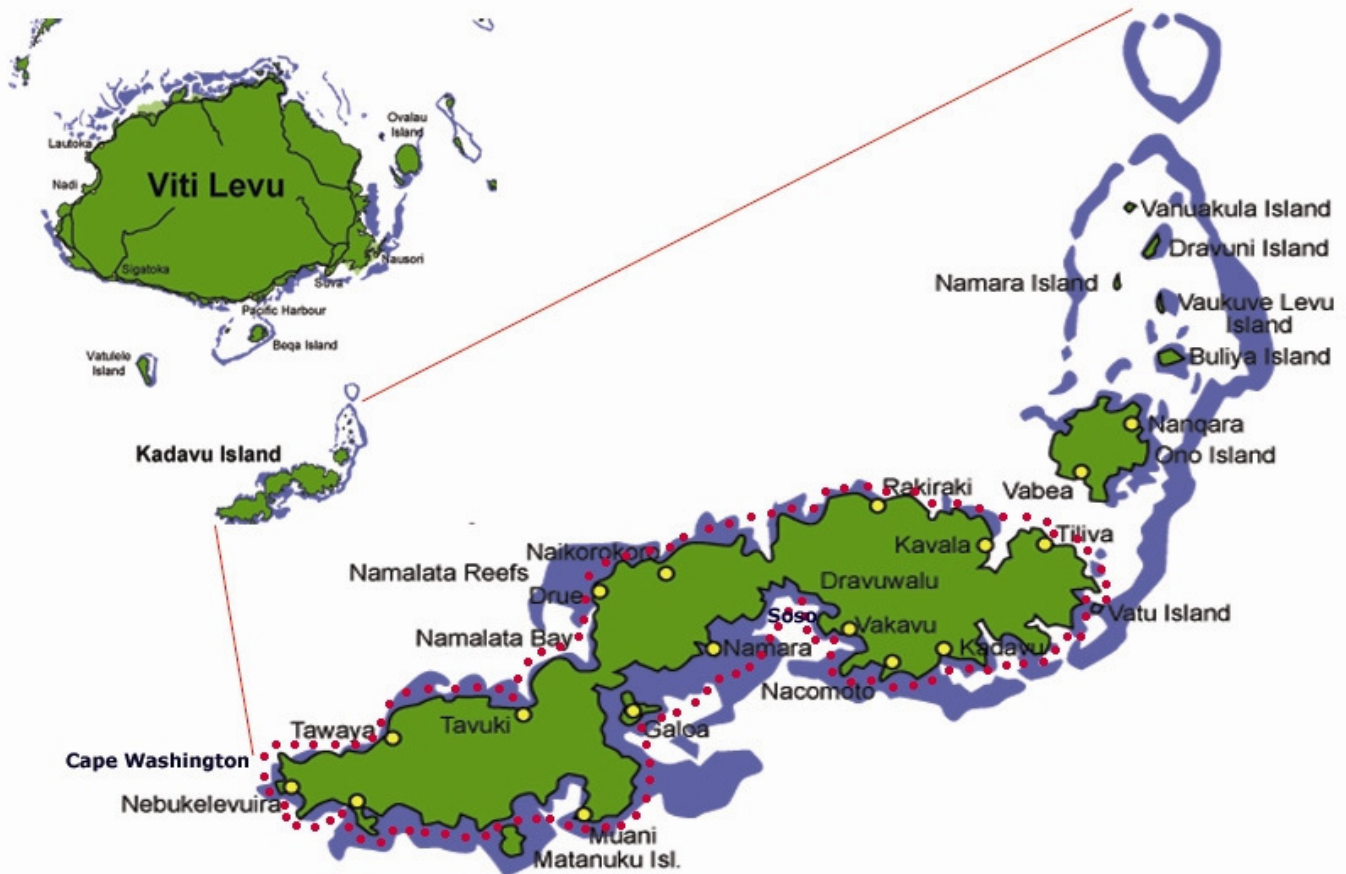 Ovalau
Island
Lautoka
Viti Levu
Nadi
Nausori
Sigatoka
Suva
Pacific Harbour
Beqa Island
Vatulele
Island
Kadavu Island
Vanuakula Island
Dravuni Island
Namara Island
Vaukuve Levu
Island
Buliya Island
Nanqara
Ono Island
Vabea
Rakiraki
Kavala
Tiliva
Naikorokoro
Namalata Reefs
Drue
Dravuwalu
Vatu Island
Soso
Vakavu
Namalata Bay
Namara
Kadavu
Nacomoto
Tawaya
Tavuki
Galoa
Cape Washington
Nebukelevuira
Muani
Matanuku Isl.